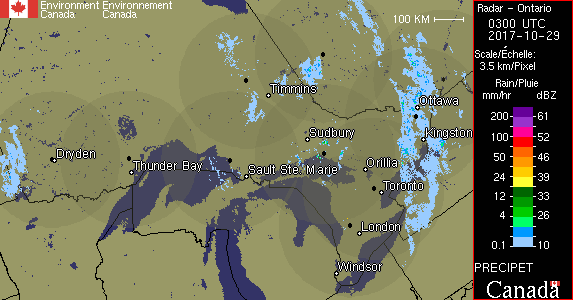 Environment Environnement
Canada Canada
100 KM
Timmins
Ottawa
Sudbury
Kingston
Dryden
Thunder Bay
Sault Ste. Marie
Orillia
Toronto
London
Windsor
Radar - Ontario
0300 UTC
2017-10-29
Scale/Échelle:
3.5 km/Pixel
Rain/Pluie
mm/hr dBZ
200 61
100 52
50 46
24 39
12 33
4 26
0.1 10
PRECIPET
Canada